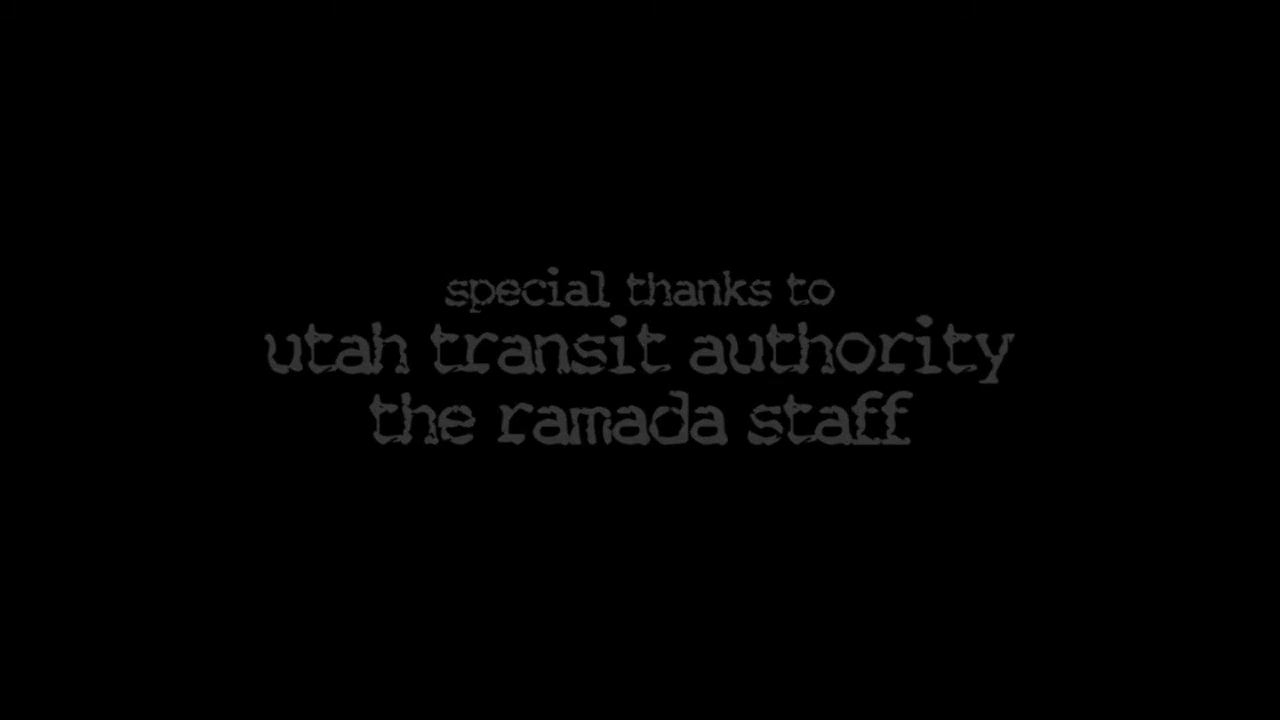 special thanks to
utah transit authority
the ramada staff